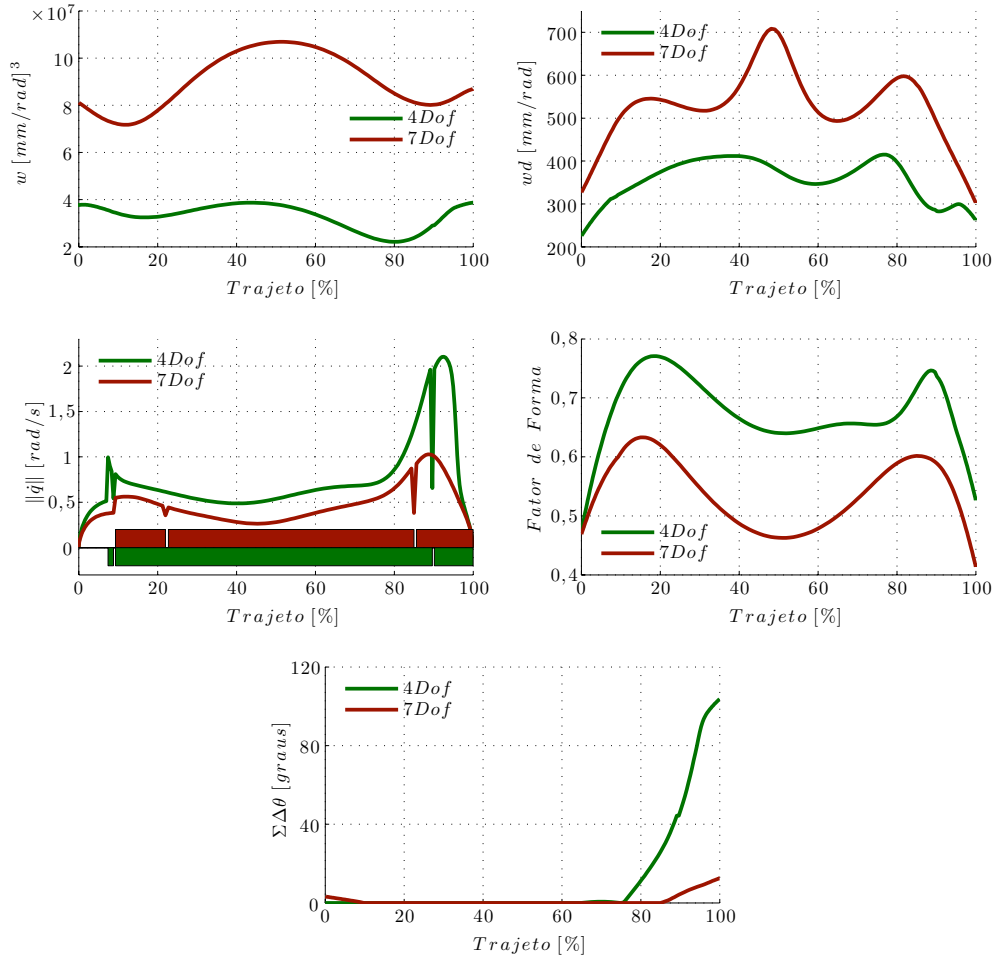 ×10⁷
w [mm/rad]³
10
8
6
4
2
0 20 40 60 80 100
Trajeto [%]
4Dof
7Dof
wd [mm/rad]
700
600
500
400
300
200
0 20 40 60 80 100
Trajeto [%]
4Dof
7Dof
‖q̇‖ [rad/s]
2
1,5
1
0,5
0
0 20 40 60 80 100
Trajeto [%]
4Dof
7Dof
Fator de Forma
0,8
0,7
0,6
0,5
0,4
0 20 40 60 80 100
Trajeto [%]
4Dof
7Dof
ΣΔθ [graus]
120
80
40
0
0 20 40 60 80 100
Trajeto [%]
4Dof
7Dof